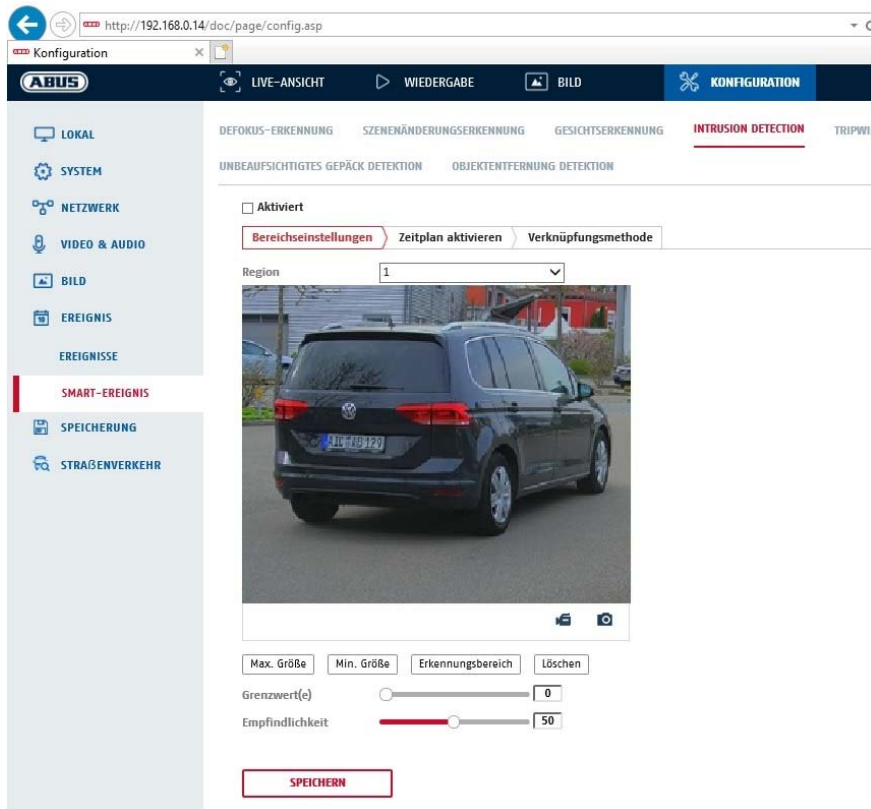 http://192.168.0.14/doc/page/config.asp
Konfiguration
ABUS
LIVE-ANSICHT WIEDERGABE BILD KONFIGURATION
LOKAL
SYSTEM
NETZWERK
VIDEO & AUDIO
BILD
EREIGNIS
EREIGNISSE
SMART-EREIGNIS
SPEICHERUNG
STRAßENVERKEHR
DEFOKUS-ERKENNUNG SZENENÄNDERUNGSERKENNUNG GESICHTSERKENNUNG INTRUSION DETECTION TRIPWI
UNBEAUFSICHTIGTES GEPÄCK DETEKTION OBJEKTENTFERNUNG DETEKTION
Aktiviert
Bereichseinstellungen Zeitplan aktivieren Verknüpfungsmethode
Region 1
Max. Größe Min. Größe Erkennungsbereich Löschen
Grenzwert(e) 0
Empfindlichkeit 50
SPEICHERN